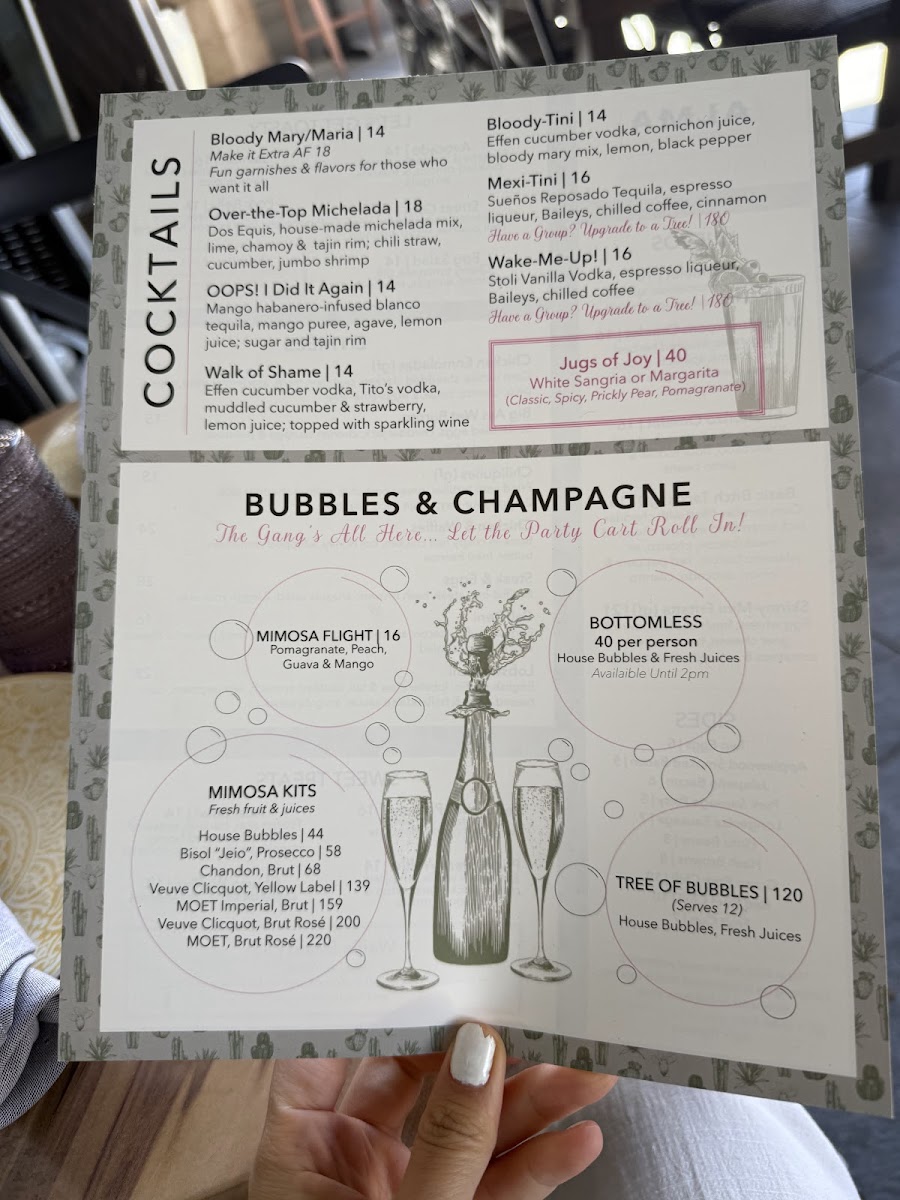 COCKTAILS
Bloody Mary/Maria | 14
Make it Extra AF 18
Fun garnishes & flavors for those who
want it all
Over-the-Top Michelada | 18
Dos Equis, house-made michelada mix,
lime, chamoy & tajin rim; chili straw,
cucumber, jumbo shrimp
OOPS! I Did It Again | 14
Mango habanero-infused blanco
tequila, mango puree, agave, lemon
juice; sugar and tajin rim
Walk of Shame | 14
Effen cucumber vodka, Tito's vodka,
muddled cucumber & strawberry,
lemon juice; topped with sparkling wine
Bloody-Tini | 14
Effen cucumber vodka, cornichon juice,
bloody mary mix, lemon, black pepper
Mexi-Tini | 16
Sueños Reposado Tequila, espresso
liqueur, Baileys, chilled coffee, cinnamon
Have a Group? Upgrade to a Tree! | 180
Wake-Me-Up! | 16
Stoli Vanilla Vodka, espresso liqueur,
Baileys, chilled coffee
Have a Group? Upgrade to a Tree! | 180
Jugs of Joy | 40
White Sangria or Margarita
(Classic, Spicy, Prickly Pear, Pomagranate)
BUBBLES & CHAMPAGNE
The Gang's All Here... Let the Party Cart Roll In!
MIMOSA FLIGHT | 16
Pomagranate, Peach,
Guava & Mango
BOTTOMLESS
40 per person
House Bubbles & Fresh Juices
Availaible Until 2pm
MIMOSA KITS
Fresh fruit & juices
House Bubbles | 44
Bisol "Jeio", Prosecco | 58
Chandon, Brut | 68
Veuve Clicquot, Yellow Label | 139
MOET Imperial, Brut | 159
Veuve Clicquot, Brut Rosé | 200
MOET, Brut Rosé | 220
TREE OF BUBBLES | 120
(Serves 12)
House Bubbles, Fresh Juices